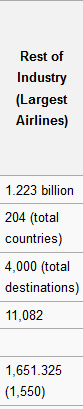 Rest of
Industry
(Largest
Airlines)
1.223 billion
204 (total
countries)
4,000 (total
destinations)
11,082
1,651.325
(1,550)